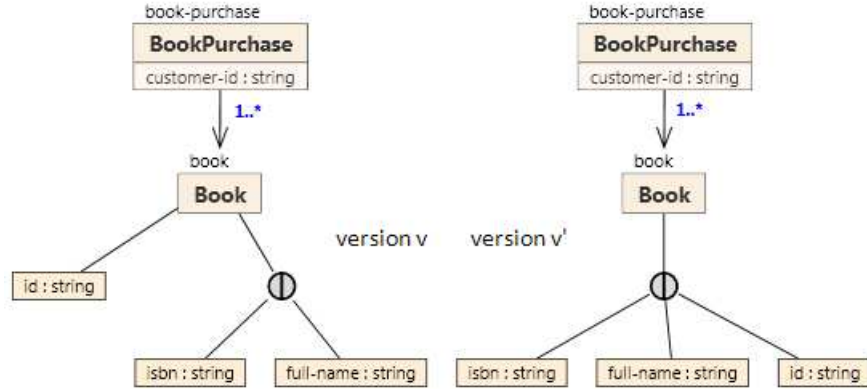 book-purchase
BookPurchase
customer-id : string
1..*
book
Book
id : string
isbn : string
full-name : string
version v
version v'
book-purchase
BookPurchase
customer-id : string
1..*
book
Book
isbn : string
full-name : string
id : string